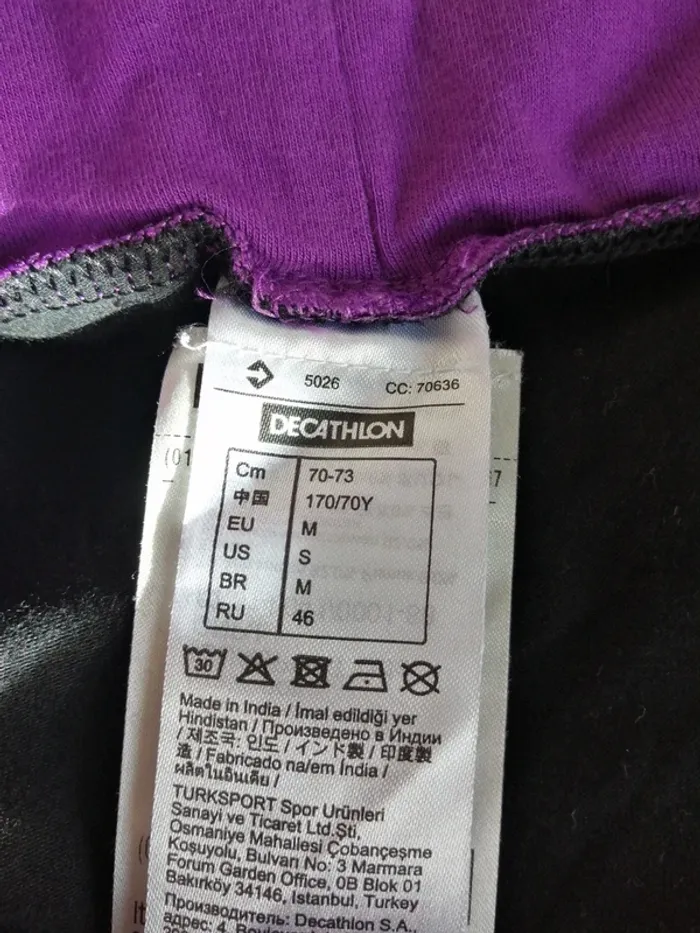 5026 CC: 70636
DECATHLON
Cm 70-73
中国 170/70Y
EU M
US S
BR M
RU 46
30
Made in India / İmal edildiği yer
Hindistan / Произведено в Индии
/ 제조국: 인도 / インド製 / 印度製
造 / Fabricado na/em Índia /
ผลิตในอินเดีย /
TURKSPORT Spor Ürünleri
Sanayi ve Ticaret Ltd.Şti,
Osmaniye Mahallesi Çobançeşme
Koşuyolu, Bulvarı No: 3 Marmara
Forum Garden Office, 0B Blok 01
Bakırköy 34146, Istanbul, Turkey
Производитель: Decathlon S.A.,
адрес: 4,
(01